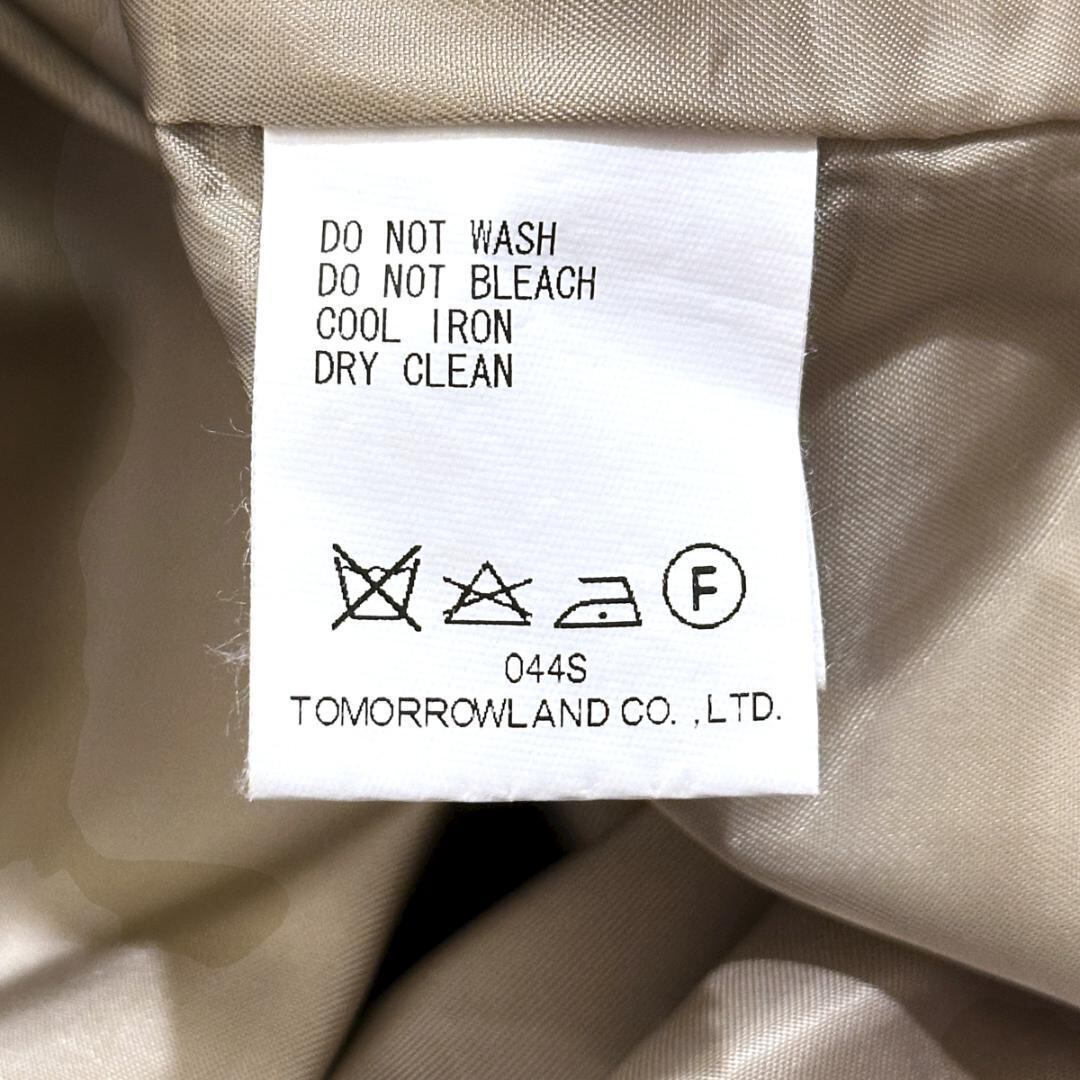 DO NOT WASH
DO NOT BLEACH
COOL IRON
DRY CLEAN
F
044S
TOMORROWLAND CO. ,LTD.